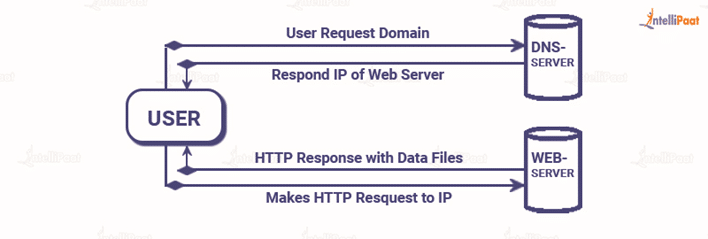 IntelliPaat
User Request Domain
DNS-
SERVER
Respond IP of Web Server
USER
HTTP Response with Data Files
WEB-
SERVER
Makes HTTP Resquest to IP